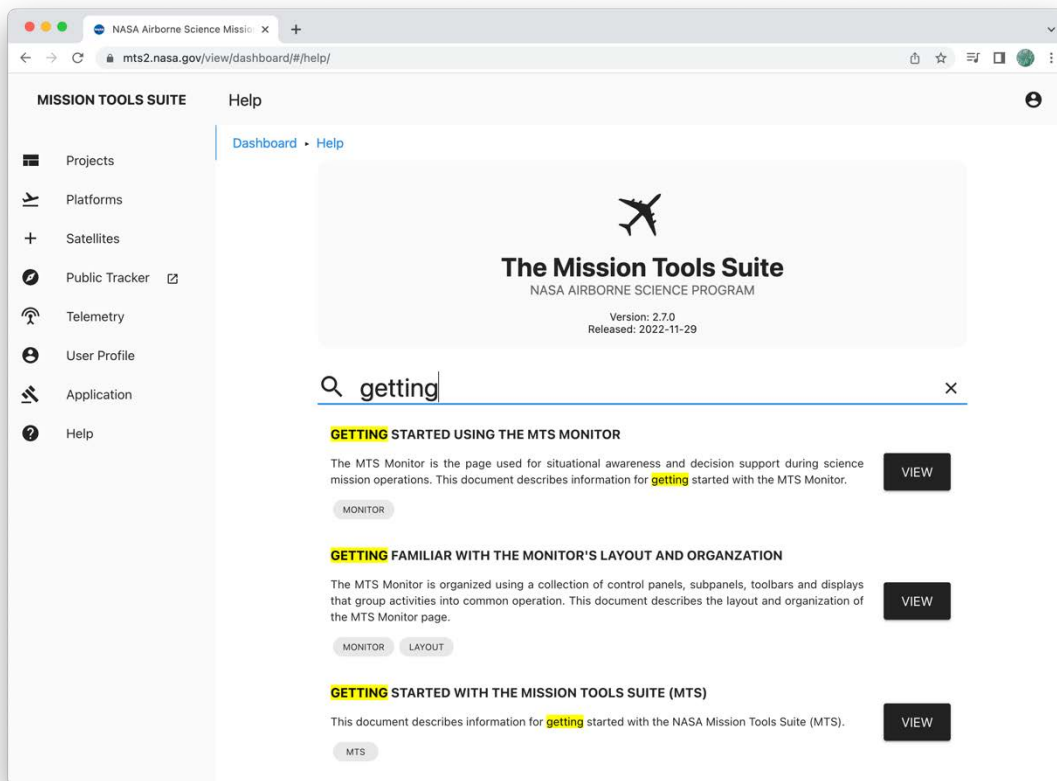 NASA Airborne Science Missio
mts2.nasa.gov/view/dashboard/#/help/
MISSION TOOLS SUITE
Help
Projects
Platforms
Satellites
Public Tracker
Telemetry
User Profile
Application
Help
Dashboard ▸ Help
The Mission Tools Suite
NASA AIRBORNE SCIENCE PROGRAM
Version: 2.7.0
Released: 2022-11-29
getting
GETTING STARTED USING THE MTS MONITOR
The MTS Monitor is the page used for situational awareness and decision support during science
mission operations. This document describes information for getting started with the MTS Monitor.
MONITOR
VIEW
GETTING FAMILIAR WITH THE MONITOR'S LAYOUT AND ORGANZATION
The MTS Monitor is organized using a collection of control panels, subpanels, toolbars and displays
that group activities into common operation. This document describes the layout and organization of
the MTS Monitor page.
MONITOR LAYOUT
VIEW
GETTING STARTED WITH THE MISSION TOOLS SUITE (MTS)
This document describes information for getting started with the NASA Mission Tools Suite (MTS).
MTS
VIEW